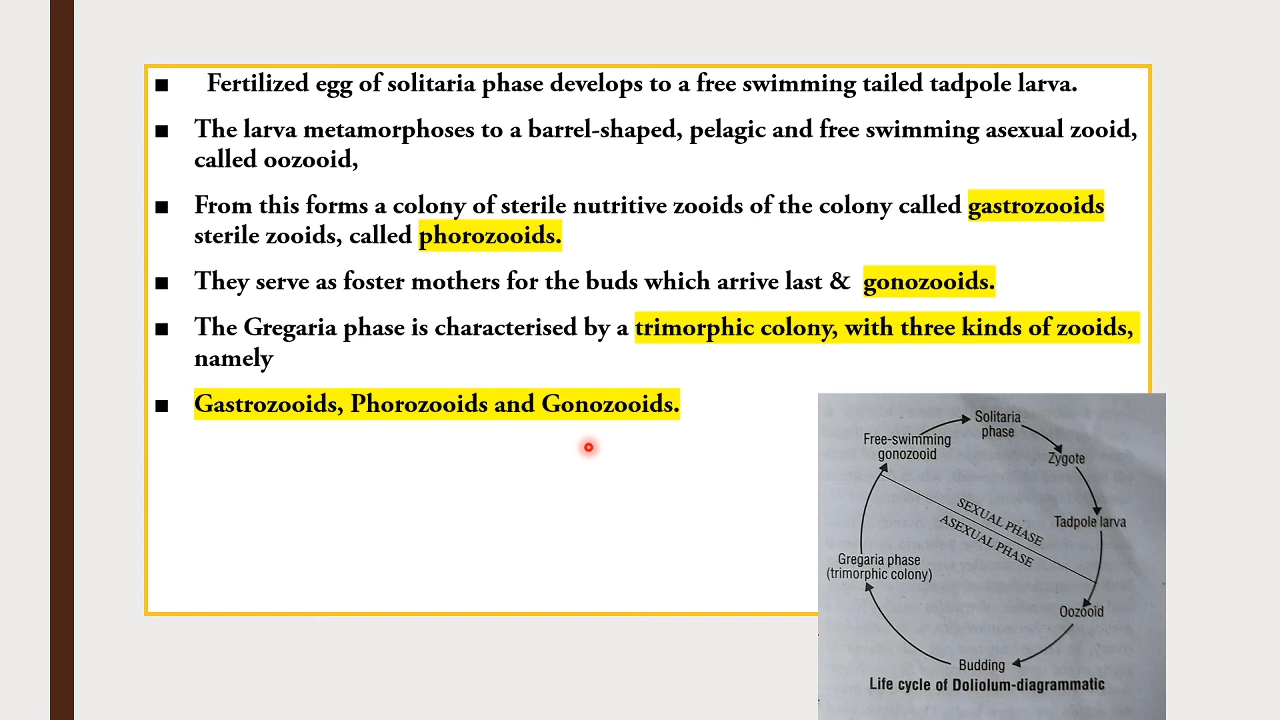 Fertilized egg of solitaria phase develops to a free swimming tailed tadpole larva.
The larva metamorphoses to a barrel-shaped, pelagic and free swimming asexual zooid,
called oozooid,
From this forms a colony of sterile nutritive zooids of the colony called gastrozooids
sterile zooids, called phorozooids.
They serve as foster mothers for the buds which arrive last & gonozooids.
The Gregaria phase is characterised by a trimorphic colony, with three kinds of zooids,
namely
Gastrozooids, Phorozooids and Gonozooids.
Solitaria
phase
Free-swimming
gonozooid
Zygote
SEXUAL PHASE
ASEXUAL PHASE
Tadpole larva
Gregaria phase
(trimorphic colony)
Oozooid
Budding
Life cycle of Doliolum-diagrammatic